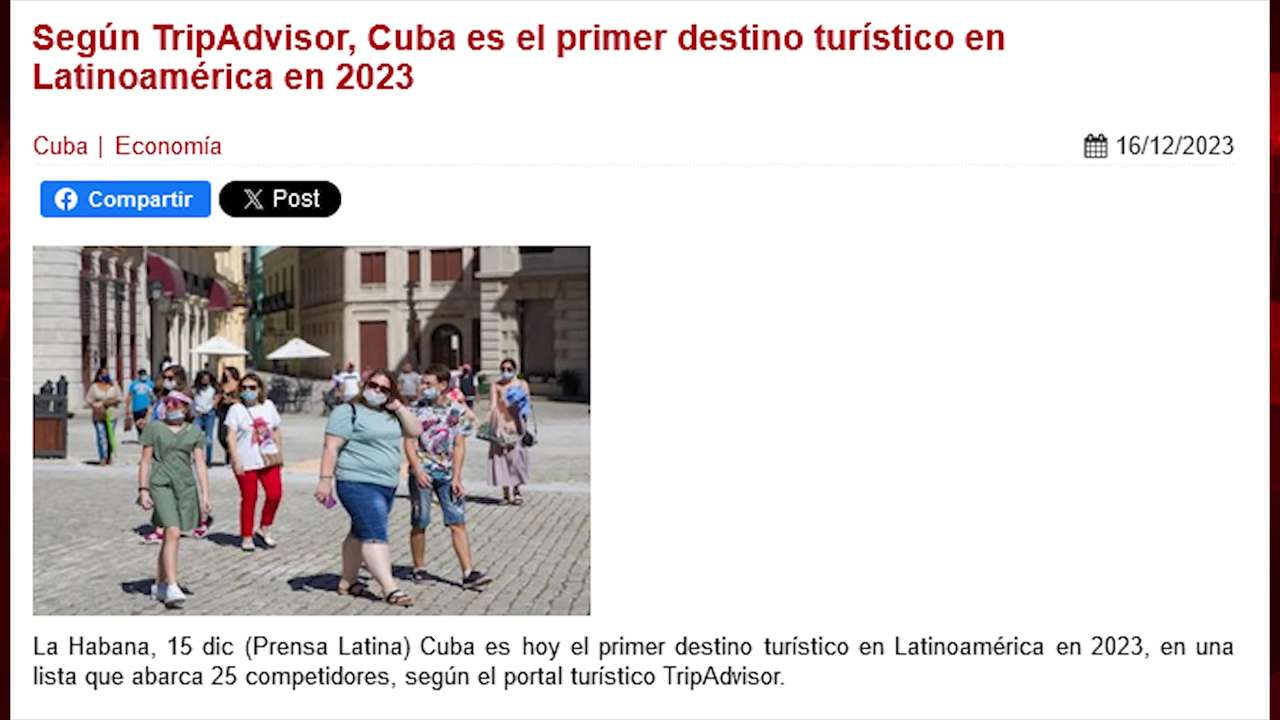 Según TripAdvisor, Cuba es el primer destino turístico en
Latinoamérica en 2023
Cuba | Economía
16/12/2023
Compartir
Post
La Habana, 15 dic (Prensa Latina) Cuba es hoy el primer destino turístico en Latinoamérica en 2023, en una
lista que abarca 25 competidores, según el portal turístico TripAdvisor.